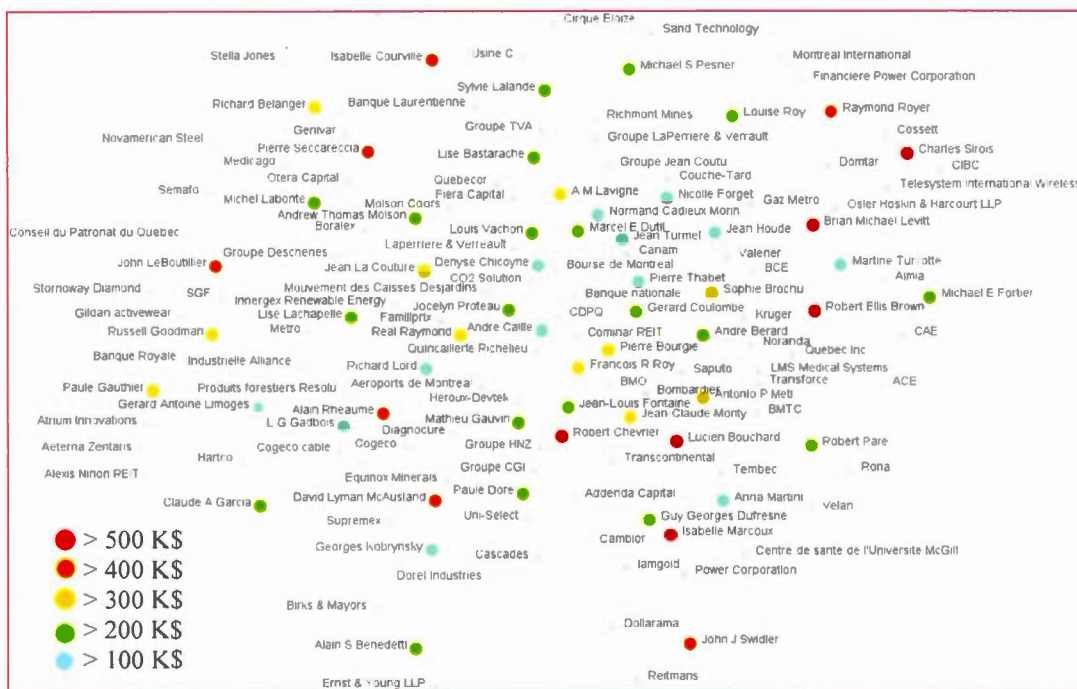 Cirque Eloize
Sand Technology
Stella Jones
Isabelle Courville
Usine C
Montreal International
Michael S Pesner
Financiere Power Corporation
Sylvie Lalande
Richard Belanger
Banque Laurentienne
Richmont Mines
Louise Roy
Raymond Royer
Genivar
Groupe TVA
Groupe LaPerriere & Verrault
Cossett
Novamerican Steel
Pierre Seccareccia
Lise Bastarache
Charles Sirois
Medicago
Groupe Jean Coutu
Domtar
CIBC
Otera Capital
Quebecor
Couche-Tard
Telesystem International Wireless
Semafo
Fiera Capital
A M Lavigne
Nicolle Forget
Gaz Metro
Michel Labonte
Molson Coors
Osler Hoskin & Harcourt LLP
Andrew Thomas Molson
Normand Cadieux Morin
Boralex
Louis Vachon
Marcel E Dutil
Jean Houde
Brian Michael Levitt
Conseil du Patronat du Quebec
Jean Turmel
Laperriere & Verreault
Canam
Valener
Groupe Deschenes
John LeBoutillier
Jean La Couture
Denyse Chicoyne
Bourse de Montreal
BCE
Martine Turcotte
CO2 Solution
Pierre Thabet
Aimia
Stornoway Diamond
Mouvement des Caisses Desjardins
SGF
Banque nationale
Sophie Brochu
Michael E Fortier
Innergex Renewable Energy
Gildan activewear
Lise Lachapelle
Familiprix
Jocelyn Proteau
CDPQ
Gerard Coulombe
Kruger
Robert Ellis Brown
Russell Goodman
Metro
Real Raymond
Andre Caille
Cominar REIT
Andre Berard
Noranda
CAE
Quincaillerie Richelieu
Pierre Bourgie
Quebec Inc
Banque Royale
Industrielle Alliance
Richard Lord
Francois R Roy
Saputo
LMS Medical Systems
Aeroports de Montreal
BMO
Transforce
ACE
Paule Gauthier
Produits forestiers Resolu
Heroux-Devtek
Bombardier
Antonio P Meti
Gerard Antoine Limoges
Alain Rheaume
Jean-Louis Fontaine
BMTC
Atrium Innovations
L G Gadbois
Diagnocure
Mathieu Gauvin
Jean Claude Monty
Aeterna Zentaris
Cogeco cable
Cogeco
Groupe HNZ
Robert Chevrier
Lucien Bouchard
Robert Pare
Hartco
Transcontinental
Alexis Nihon REIT
Equinox Minerals
Groupe CGI
Tembec
Rona
Claude A Garcia
David Lyman McAusland
Paule Dore
Addenda Capital
Anna Martini
Velan
Supremex
Uni-Select
Guy Georges Dufresne
Georges Kobrynsky
Cambior
Isabelle Marcoux
Cascades
Centre de sante de l'Universite McGill
Iamgold
Power Corporation
Dorel Industries
Birks & Mayors
Dollarama
Alain S Benedetti
John J Swidler
Ernst & Young LLP
Reitmans
> 500 K$
> 400 K$
> 300 K$
> 200 K$
> 100 K$